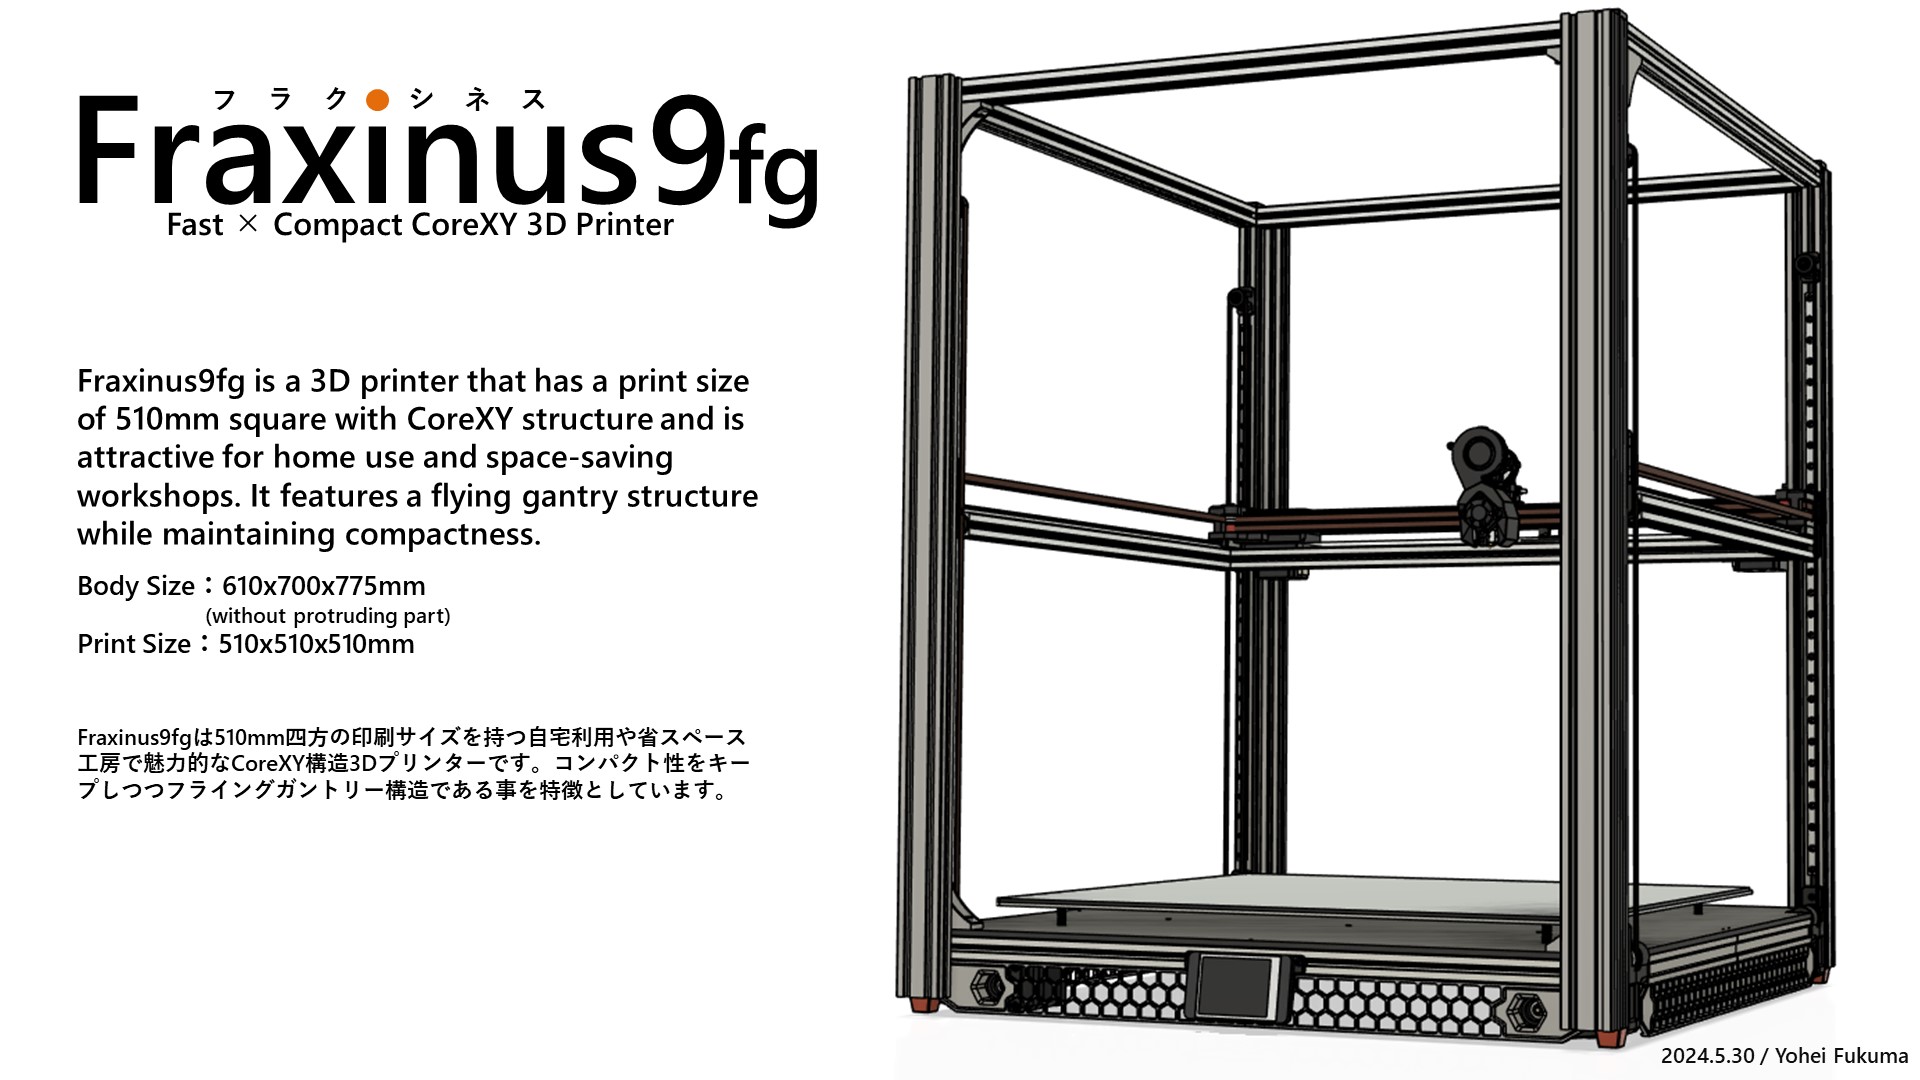 フラク シネス
Fraxinus9fg
Fast × Compact CoreXY 3D Printer
Fraxinus9fg is a 3D printer that has a print size
of 510mm square with CoreXY structure and is
attractive for home use and space-saving
workshops. It features a flying gantry structure
while maintaining compactness.
Body Size：610x700x775mm
(without protruding part)
Print Size：510x510x510mm
Fraxinus9fgは510mm四方の印刷サイズを持つ自宅利用や省スペース
工房で魅力的なCoreXY構造3Dプリンターです。コンパクト性をキー
プしつつフライングガントリー構造である事を特徴としています。
2024.5.30 / Yohei Fukuma